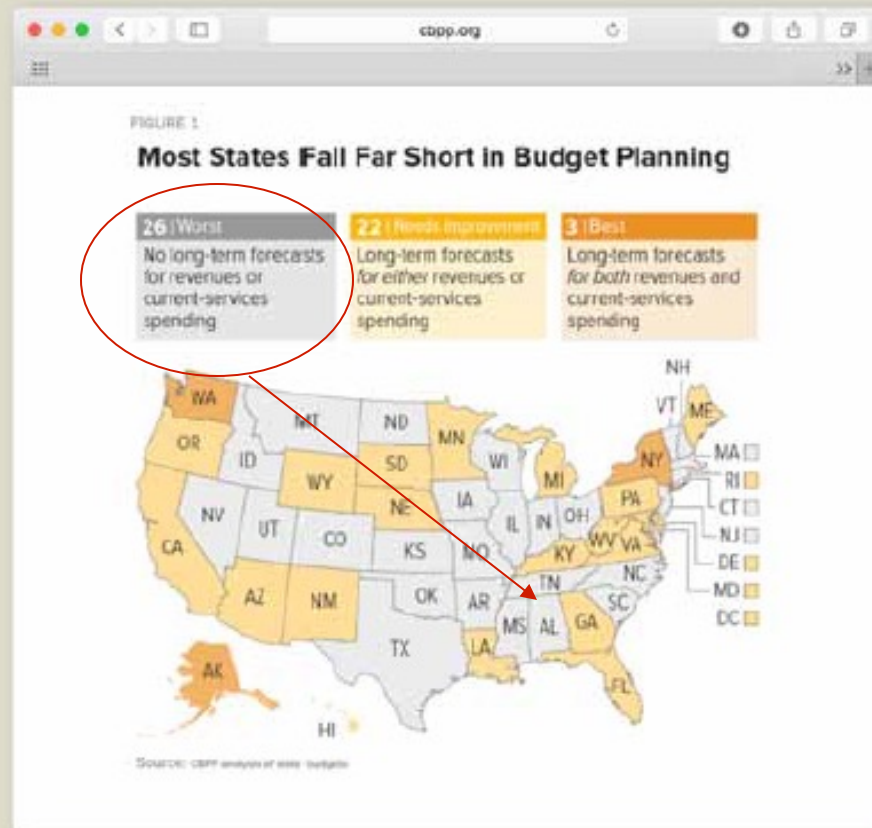 cbpp.org
>>
+
FIGURE 1
Most States Fall Far Short in Budget Planning
26 | Worst
No long-term forecasts
for revenues or
current-services
spending
22 | Needs improvement
Long-term forecasts
for either revenues or
current-services
spending
3 | Best
Long-term forecasts
for both revenues and
current-services
spending
NH
VT
ME
WA
MT
ND
MN
OR
ID
SD
WI
NY
MA
WY
MI
RI
NE
IA
PA
CT
NV
UT
CO
IL
IN
OH
NJ
CA
KS
MO
KY
WV
VA
DE
AZ
NM
OK
AR
TN
NC
MD
MS
AL
GA
SC
DC
TX
LA
AK
FL
HI
Source: CBPP analysis of state budgets